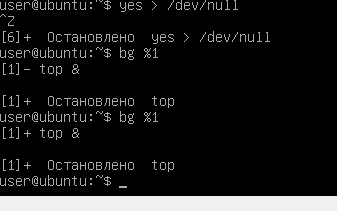 user@ubuntu:~$ yes > /dev/null
^Z
[6]+  Остановлено  yes > /dev/null
user@ubuntu:~$ bg %1
[1]- top &
[1]+  Остановлено  top
user@ubuntu:~$ bg %1
[1]+ top &
[1]+  Остановлено  top
user@ubuntu:~$ _